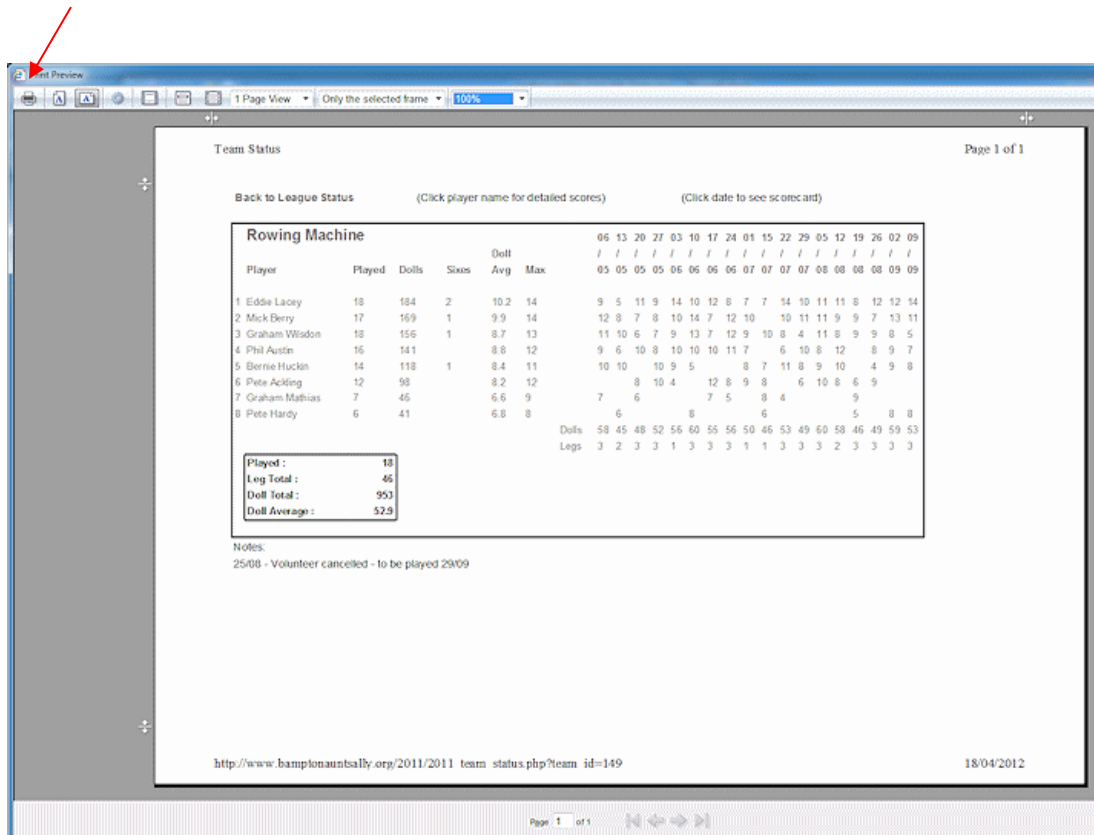 Print Preview
1 Page View Only the selected frame 100%
Team Status Page 1 of 1
Back to League Status (Click player name for detailed scores) (Click date to see scorecard)
Rowing Machine 06 13 20 27 03 10 17 24 01 15 22 29 05 12 19 26 02 09
Doll / / / / / / / / / / / / / / / / / /
Player Played Dolls Sixes Avg Max 05 05 05 05 06 06 06 06 07 07 07 07 08 08 08 08 09 09
1 Eddie Lacey 18 184 2 10.2 14 9 5 11 9 14 10 12 8 7 7 14 10 11 11 8 12 12 14
2 Mick Berry 17 169 1 9.9 14 12 8 7 8 10 14 7 12 10 10 11 11 9 9 7 13 11
3 Graham Wilsdon 18 156 1 8.7 13 11 10 6 7 9 13 7 12 9 10 8 4 11 8 9 9 8 5
4 Phil Austin 16 141 8.8 12 9 6 10 8 10 10 10 11 7 6 10 8 12 8 9 7
5 Bernie Huckin 14 118 1 8.4 11 10 10 10 9 5 8 7 11 8 9 10 4 9 8
6 Pete Ackling 12 98 8.2 12 8 10 4 12 8 9 8 6 10 8 6 9
7 Graham Mathias 7 46 6.6 9 7 6 7 5 8 4 9
8 Pete Hardy 6 41 6.8 8 6 8 6 5 8 8
Dolls 58 45 48 52 56 60 55 56 50 46 53 49 60 58 46 49 59 53
Legs 3 2 3 3 1 3 3 3 1 1 3 3 3 2 3 3 3 3
Played : 18
Leg Total : 46
Doll Total : 953
Doll Average : 52.9
Notes:
25/08 - Volunteer cancelled - to be played 29/09
http://www.bamptonauntsally.org/2011/2011_team_status.php?team_id=149 18/04/2012
Page 1 of 1